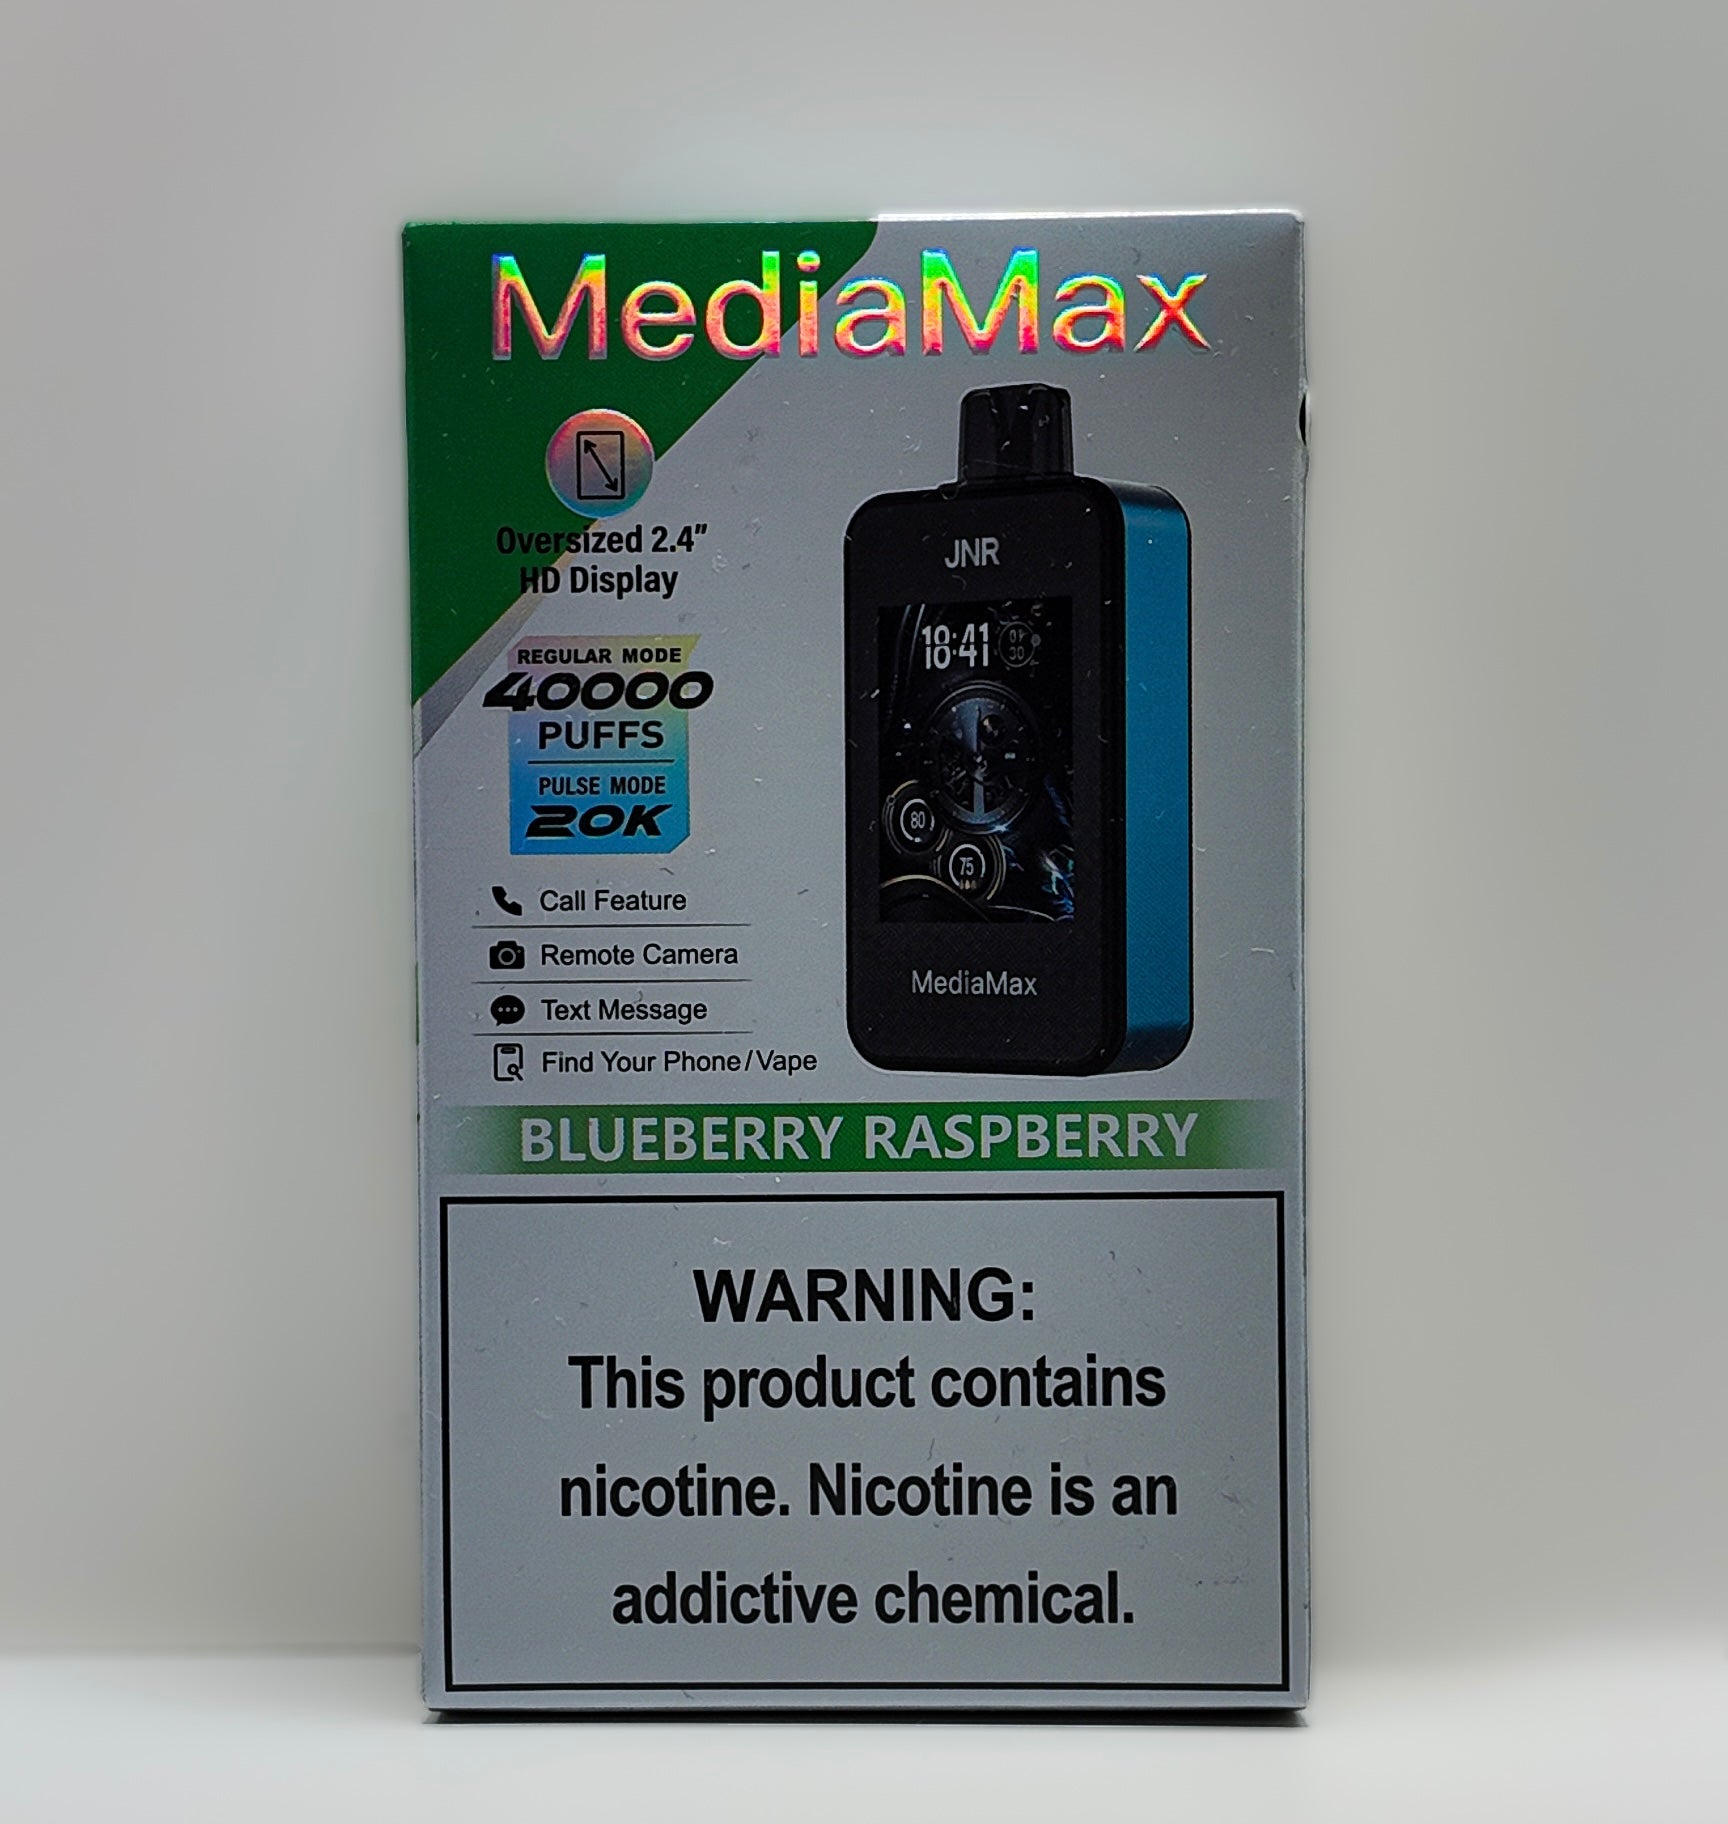 MediaMax
Oversized 2.4"
HD Display
REGULAR MODE
40000
PUFFS
PULSE MODE
20K
Call Feature
Remote Camera
Text Message
Find Your Phone/Vape
JNR
18:41
01
30
80
75
MediaMax
BLUEBERRY RASPBERRY
WARNING:
This product contains
nicotine. Nicotine is an
addictive chemical.